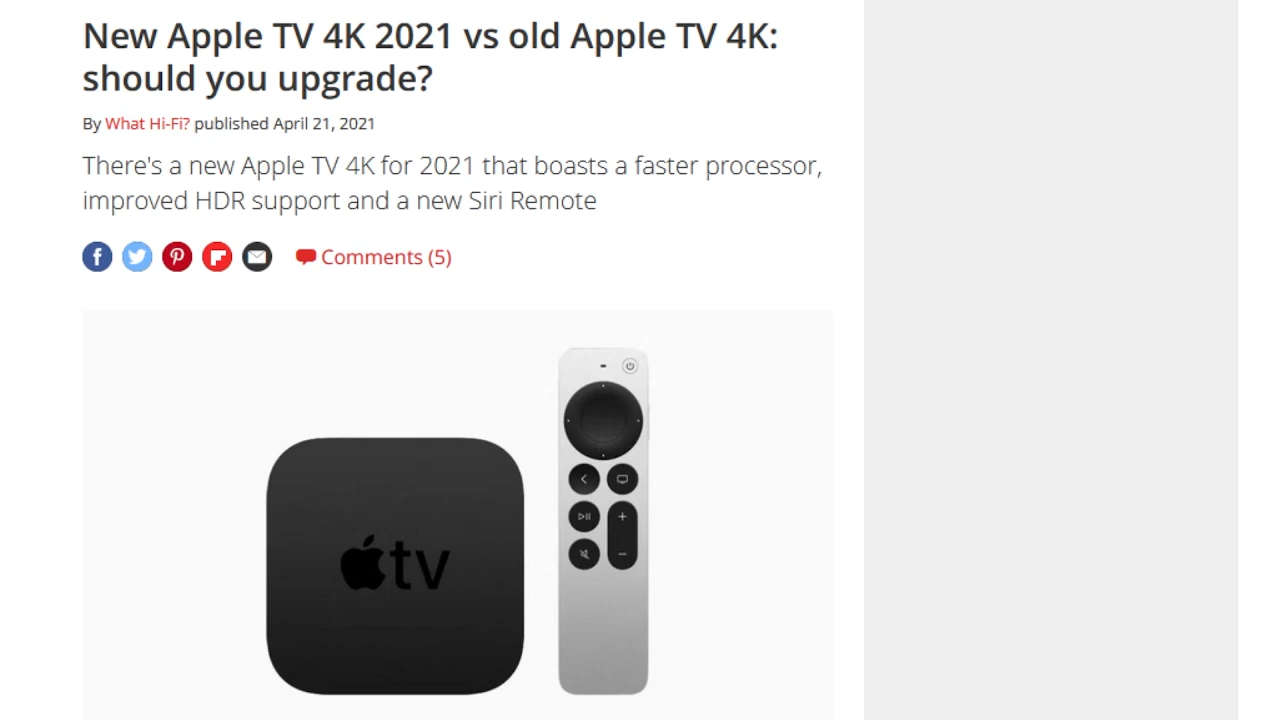 New Apple TV 4K 2021 vs old Apple TV 4K:
should you upgrade?
By What Hi-Fi? published April 21, 2021
There's a new Apple TV 4K for 2021 that boasts a faster processor,
improved HDR support and a new Siri Remote
Comments (5)
tv